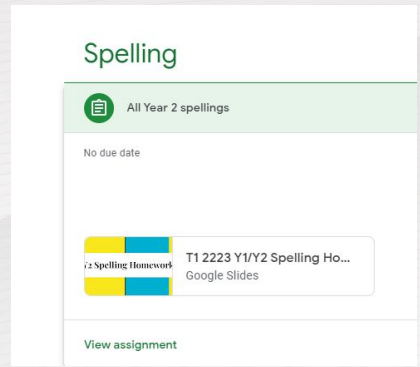 Spelling
All Year 2 spellings
No due date
T1 2223 Y1/Y2 Spelling Ho...
Y2 Spelling Homework
Google Slides
View assignment